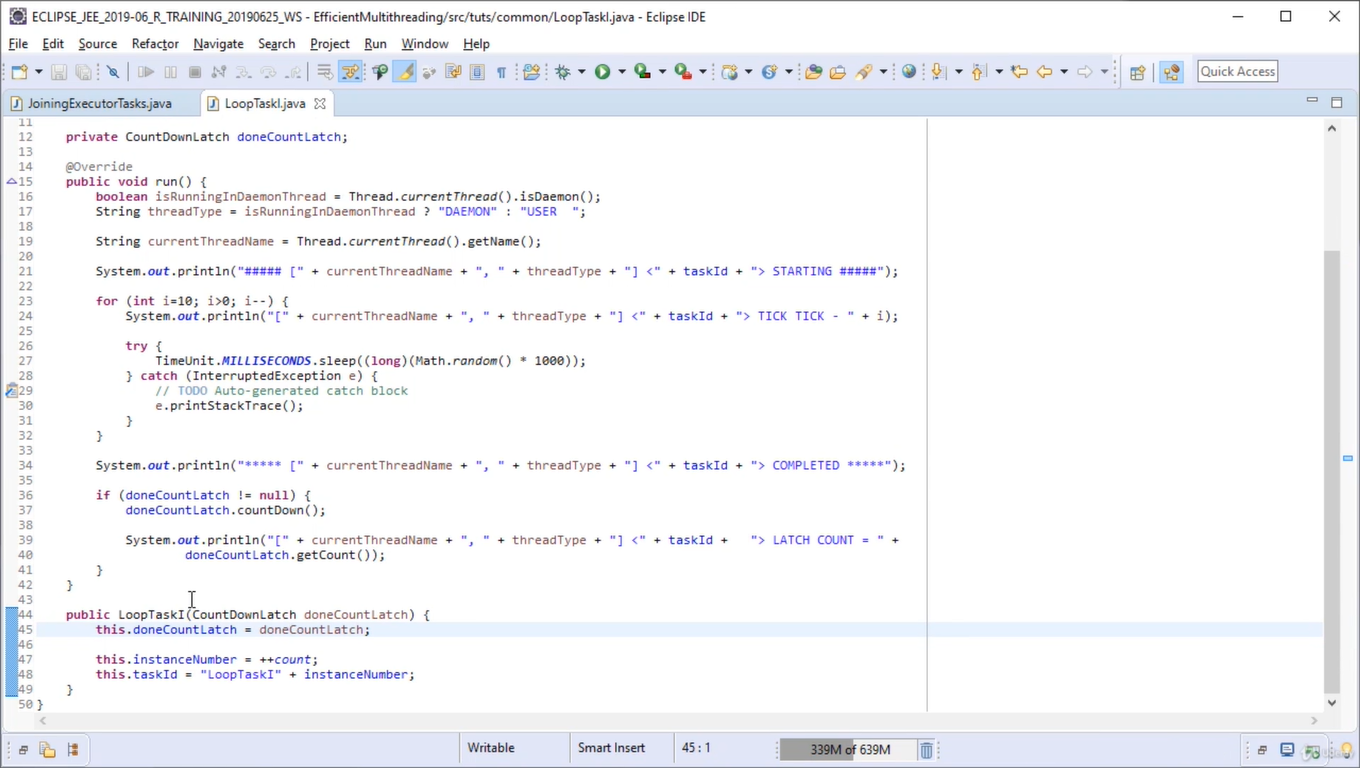 ECLIPSE_JEE_2019-06_R_TRAINING_20190625_WS - EfficientMultithreading/src/tuts/common/LoopTaskI.java - Eclipse IDE
File Edit Source Refactor Navigate Search Project Run Window Help
Quick Access
JoiningExecutorTasks.java LoopTaskI.java
11
12 private CountDownLatch doneCountLatch;
13
14 @Override
15 public void run() {
16 boolean isRunningInDaemonThread = Thread.currentThread().isDaemon();
17 String threadType = isRunningInDaemonThread ? "DAEMON" : "USER  ";
18
19 String currentThreadName = Thread.currentThread().getName();
20
21 System.out.println("##### [" + currentThreadName + ", " + threadType + "] <" + taskId + "> STARTING #####");
22
23 for (int i=10; i>0; i--) {
24 System.out.println("[" + currentThreadName + ", " + threadType + "] <" + taskId + "> TICK TICK - " + i);
25
26 try {
27 TimeUnit.MILLISECONDS.sleep((long)(Math.random() * 1000));
28 } catch (InterruptedException e) {
29 // TODO Auto-generated catch block
30 e.printStackTrace();
31 }
32 }
33
34 System.out.println("***** [" + currentThreadName + ", " + threadType + "] <" + taskId + "> COMPLETED *****");
35
36 if (doneCountLatch != null) {
37 doneCountLatch.countDown();
38
39 System.out.println("[" + currentThreadName + ", " + threadType + "] <" + taskId +   "> LATCH COUNT = " +
40 doneCountLatch.getCount());
41 }
42 }
43
44 public LoopTaskI(CountDownLatch doneCountLatch) {
45 this.doneCountLatch = doneCountLatch;
46
47 this.instanceNumber = ++count;
48 this.taskId = "LoopTaskI" + instanceNumber;
49 }
50 }
Writable Smart Insert 45 : 1 339M of 639M